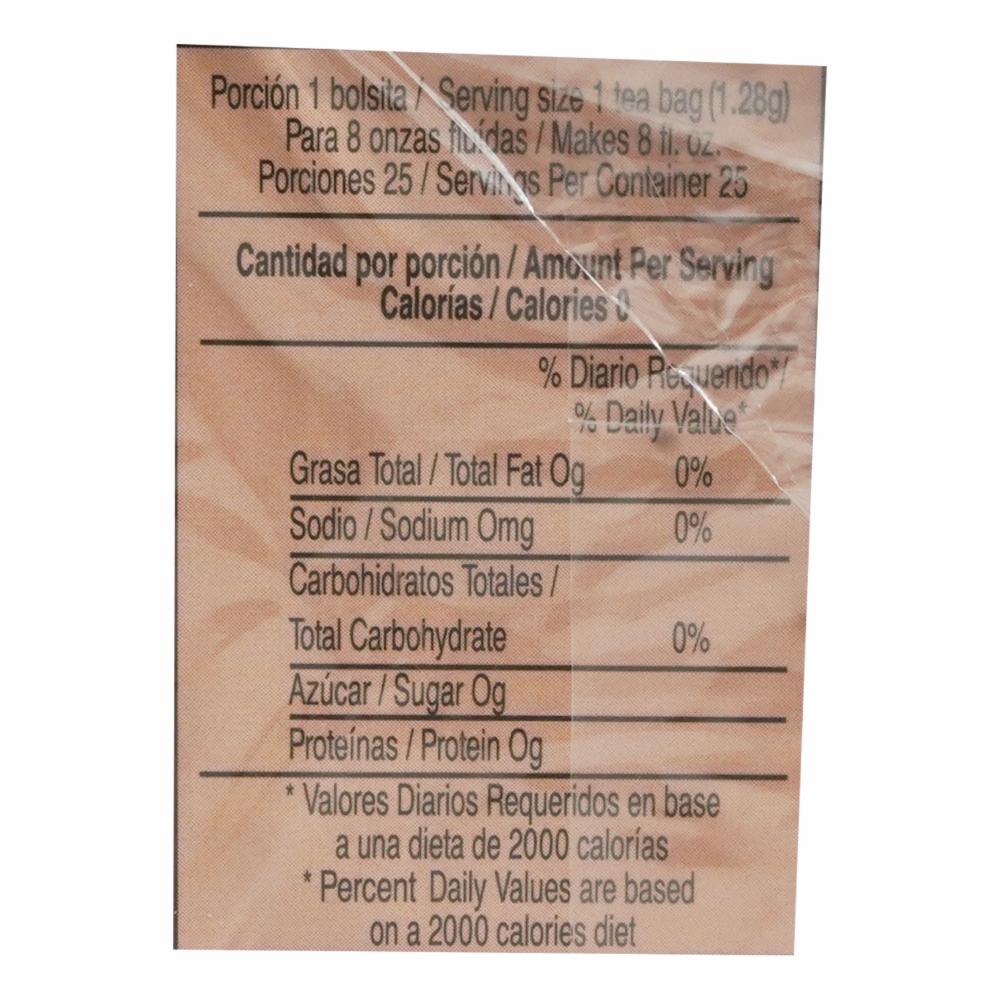 Porción 1 bolsita / Serving size 1 tea bag (1.28g)
Para 8 onzas fluídas / Makes 8 fl. oz.
Porciones 25 / Servings Per Container 25
Cantidad por porción / Amount Per Serving
Calorías / Calories 0
% Diario Requerido*/
% Daily Value*
Grasa Total / Total Fat 0g 0%
Sodio / Sodium 0mg 0%
Carbohidratos Totales /
Total Carbohydrate 0%
Azúcar / Sugar 0g
Proteínas / Protein 0g
* Valores Diarios Requeridos en base
a una dieta de 2000 calorías
* Percent Daily Values are based
on a 2000 calories diet